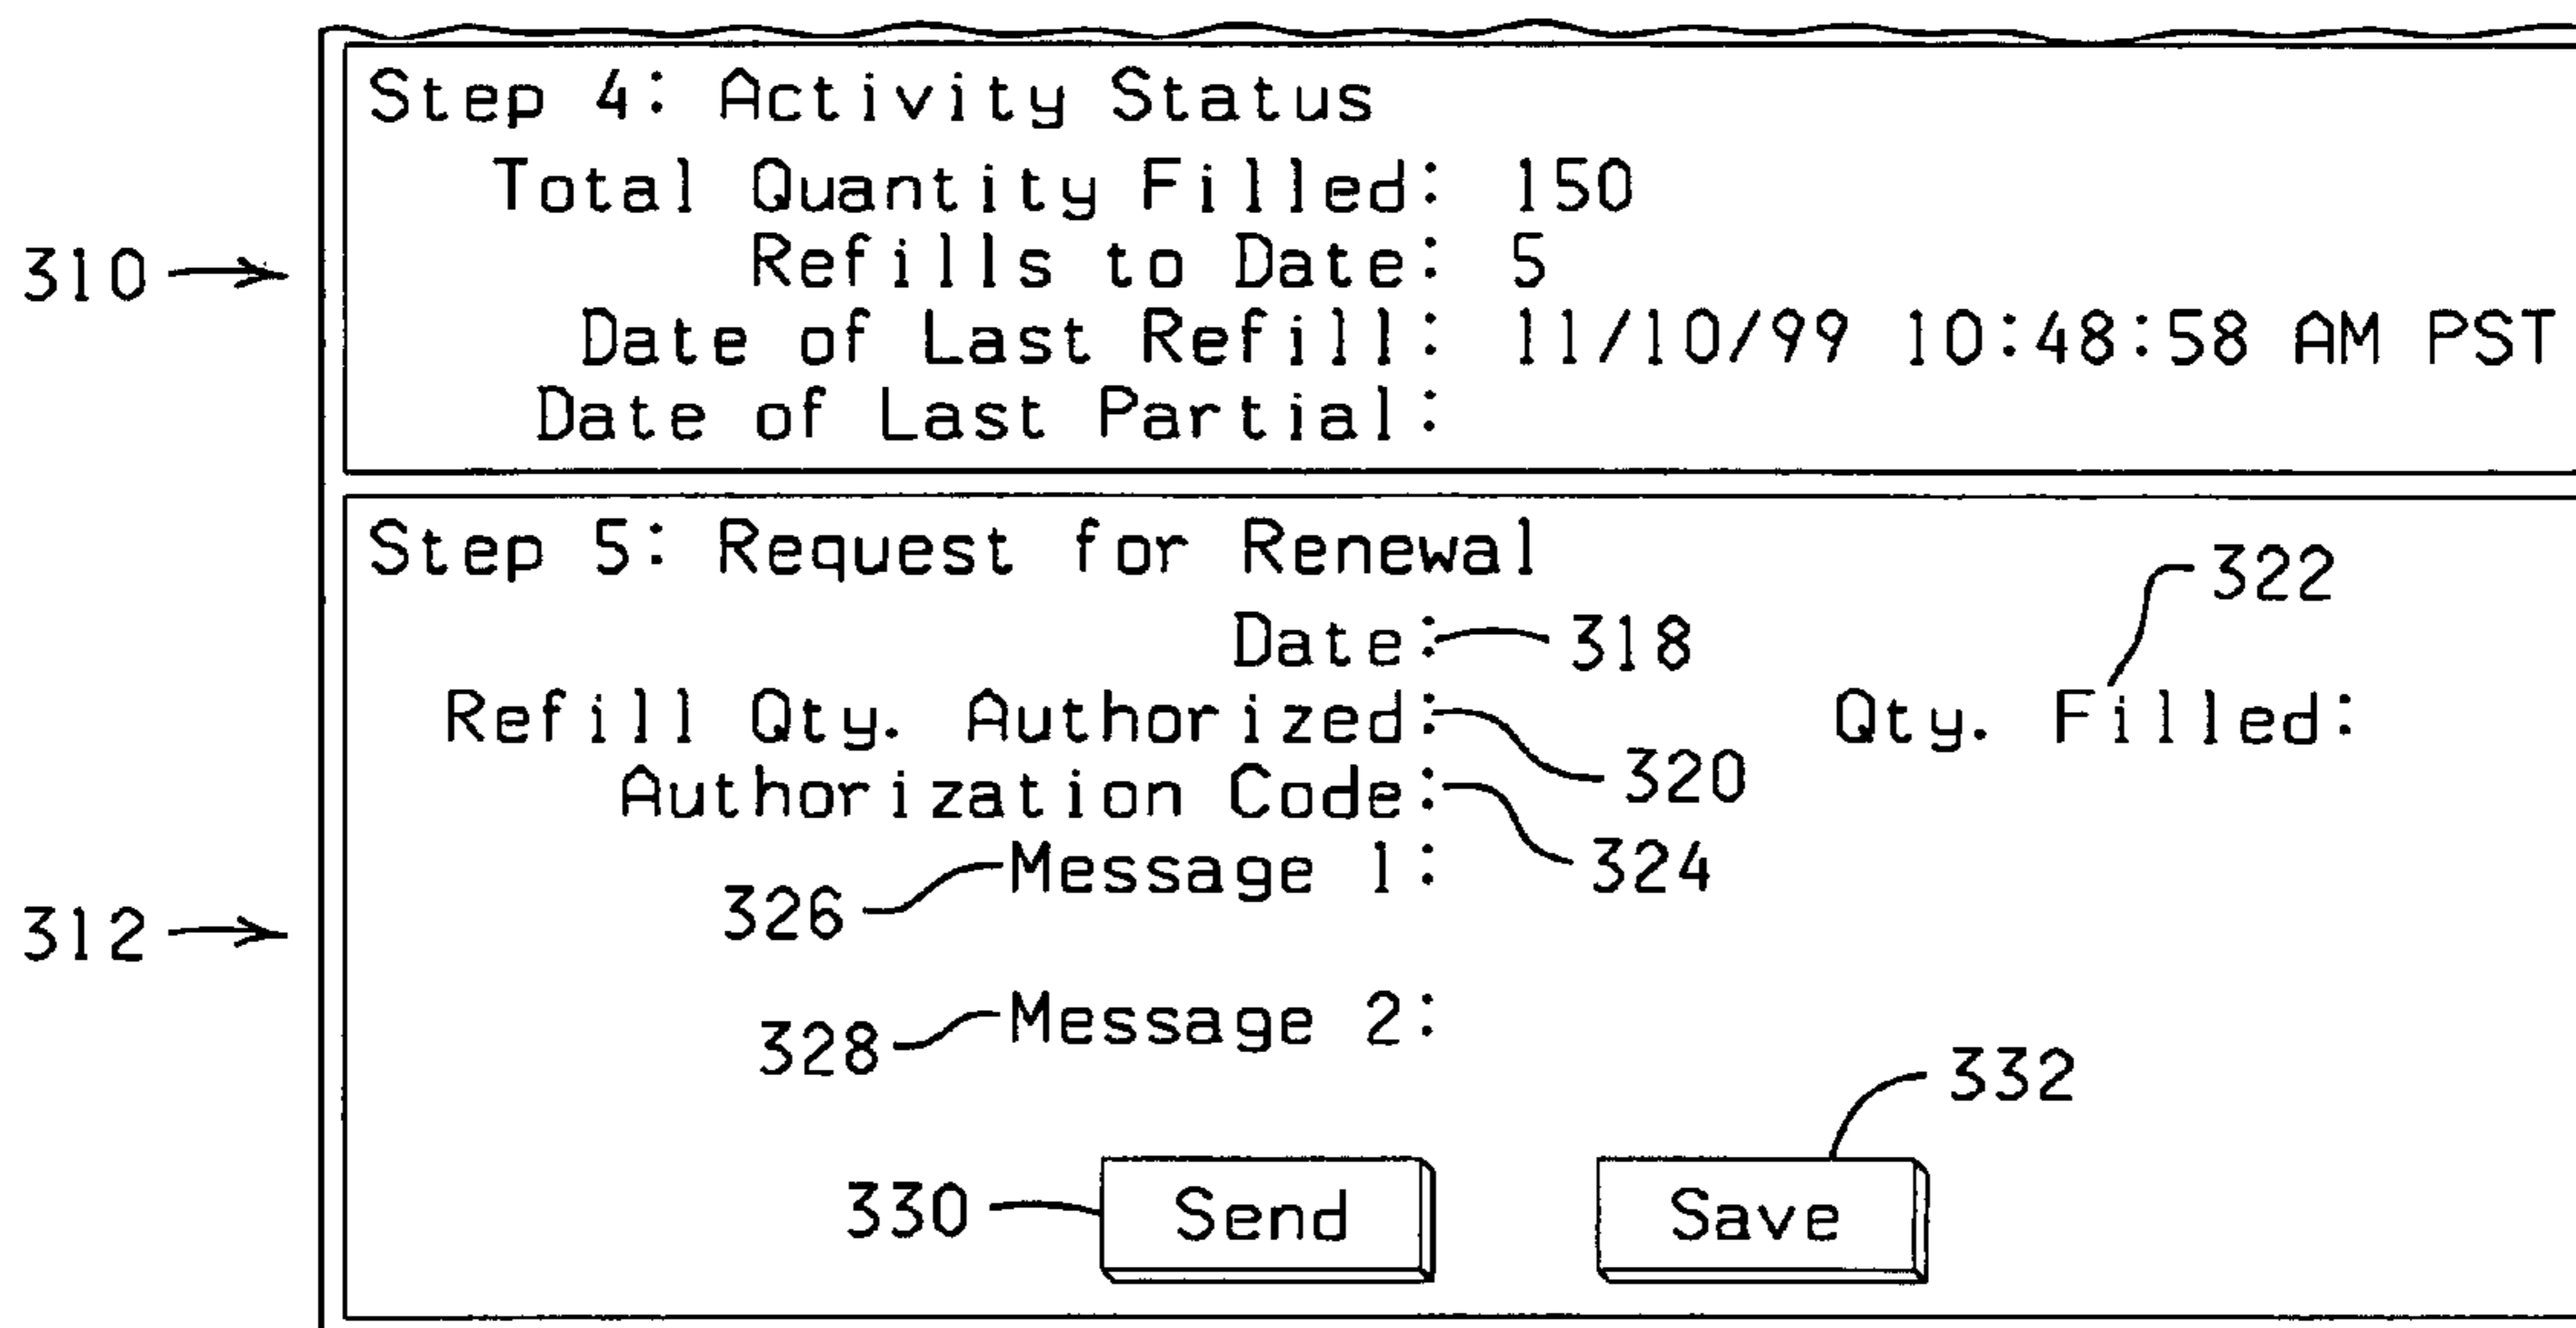 Step 4: Activity Status
Total Quantity Filled: 150
310
Refills to Date: 5
Date of Last Refill: 11/10/99 10:48:58 AM PST
Date of Last Partial:
Step 5: Request for Renewal
322
Date: 318
Refill Qty. Authorized: Qty. Filled:
320
Authorization Code:
324
Message 1:
326
312
Message 2:
328
332
330 Send Save